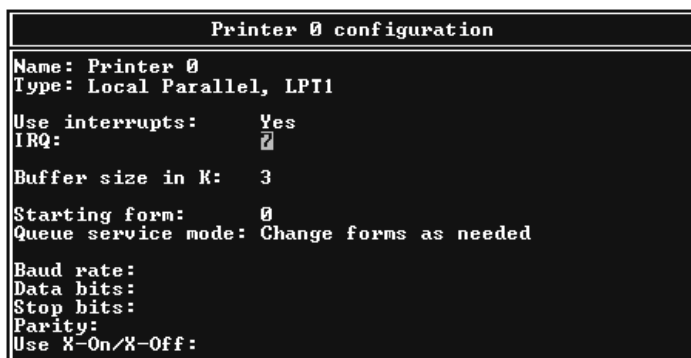 Printer 0 configuration
Name: Printer 0
Type: Local Parallel, LPT1
Use interrupts: Yes
IRQ: 7
Buffer size in K: 3
Starting form: 0
Queue service mode: Change forms as needed
Baud rate:
Data bits:
Stop bits:
Parity:
Use X-On/X-Off: